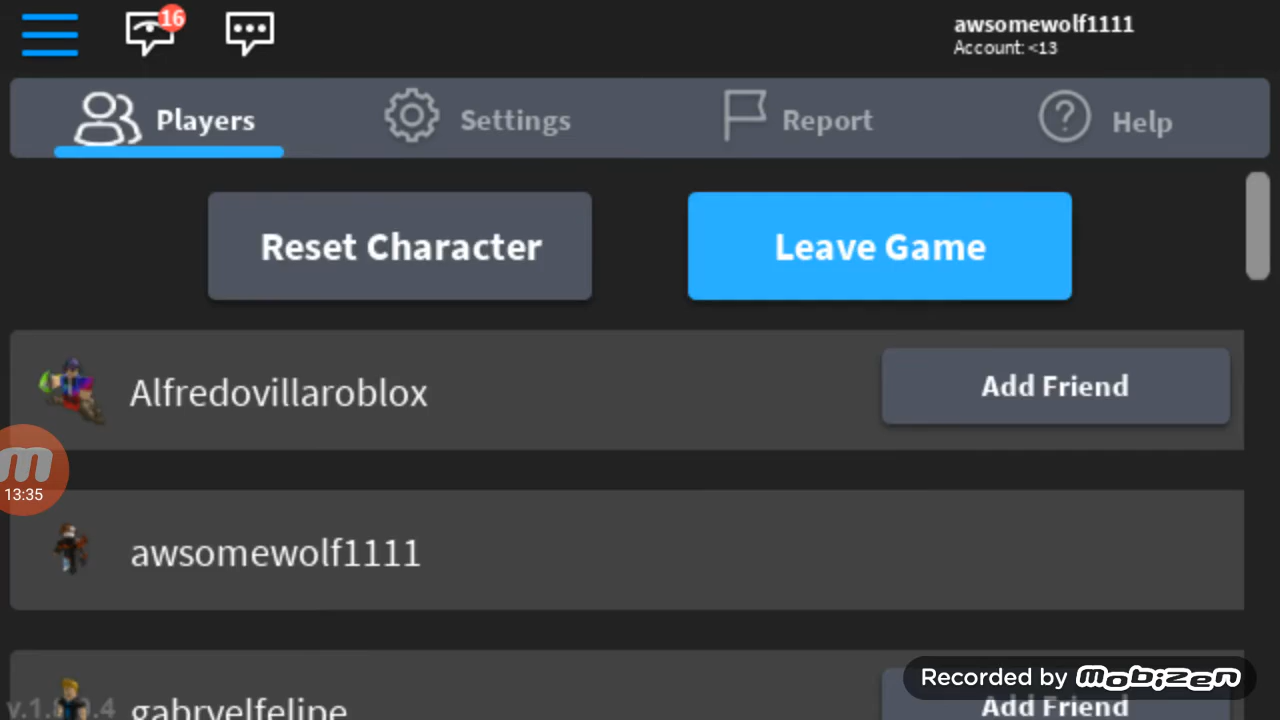 16
awsomewolf1111
Account: <13
Players
Settings
Report
Help
Reset Character
Leave Game
Alfredovillaroblox
Add Friend
13:35
awsomewolf1111
Recorded by mobizen
gabryelfelipe
Add Friend